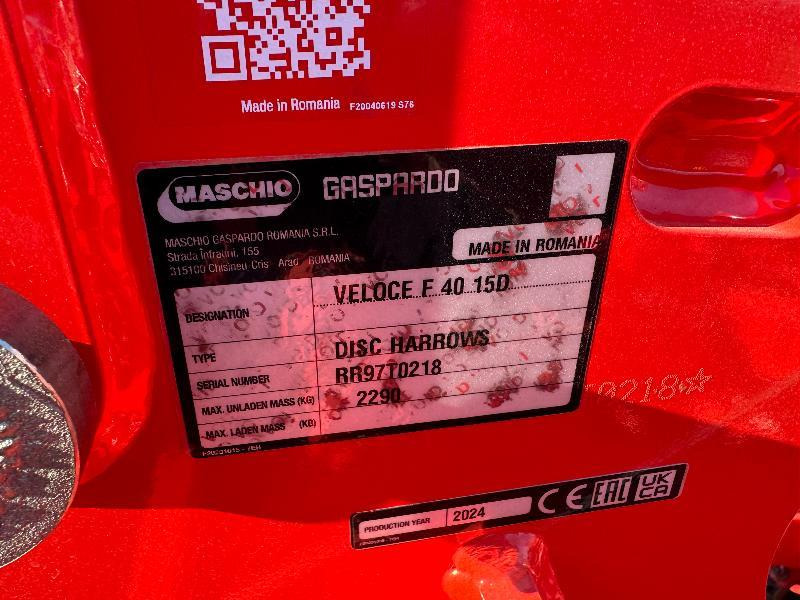 Made in Romania F20040619 S76
MASCHIO GASPARDO
MASCHIO GASPARDO ROMANIA S.R.L.
Strada Infratirii, 155
315100 Chisineu-Cris Arad ROMANIA
MADE IN ROMANIA
DESIGNATION VELOCE F 40 15D
TYPE DISC HARROWS
SERIAL NUMBER RR97T0218
MAX. UNLADEN MASS (KG) 2290
MAX. LADEN MASS (KB)
0218☆
PRODUCTION YEAR 2024 CE EAC UK CA